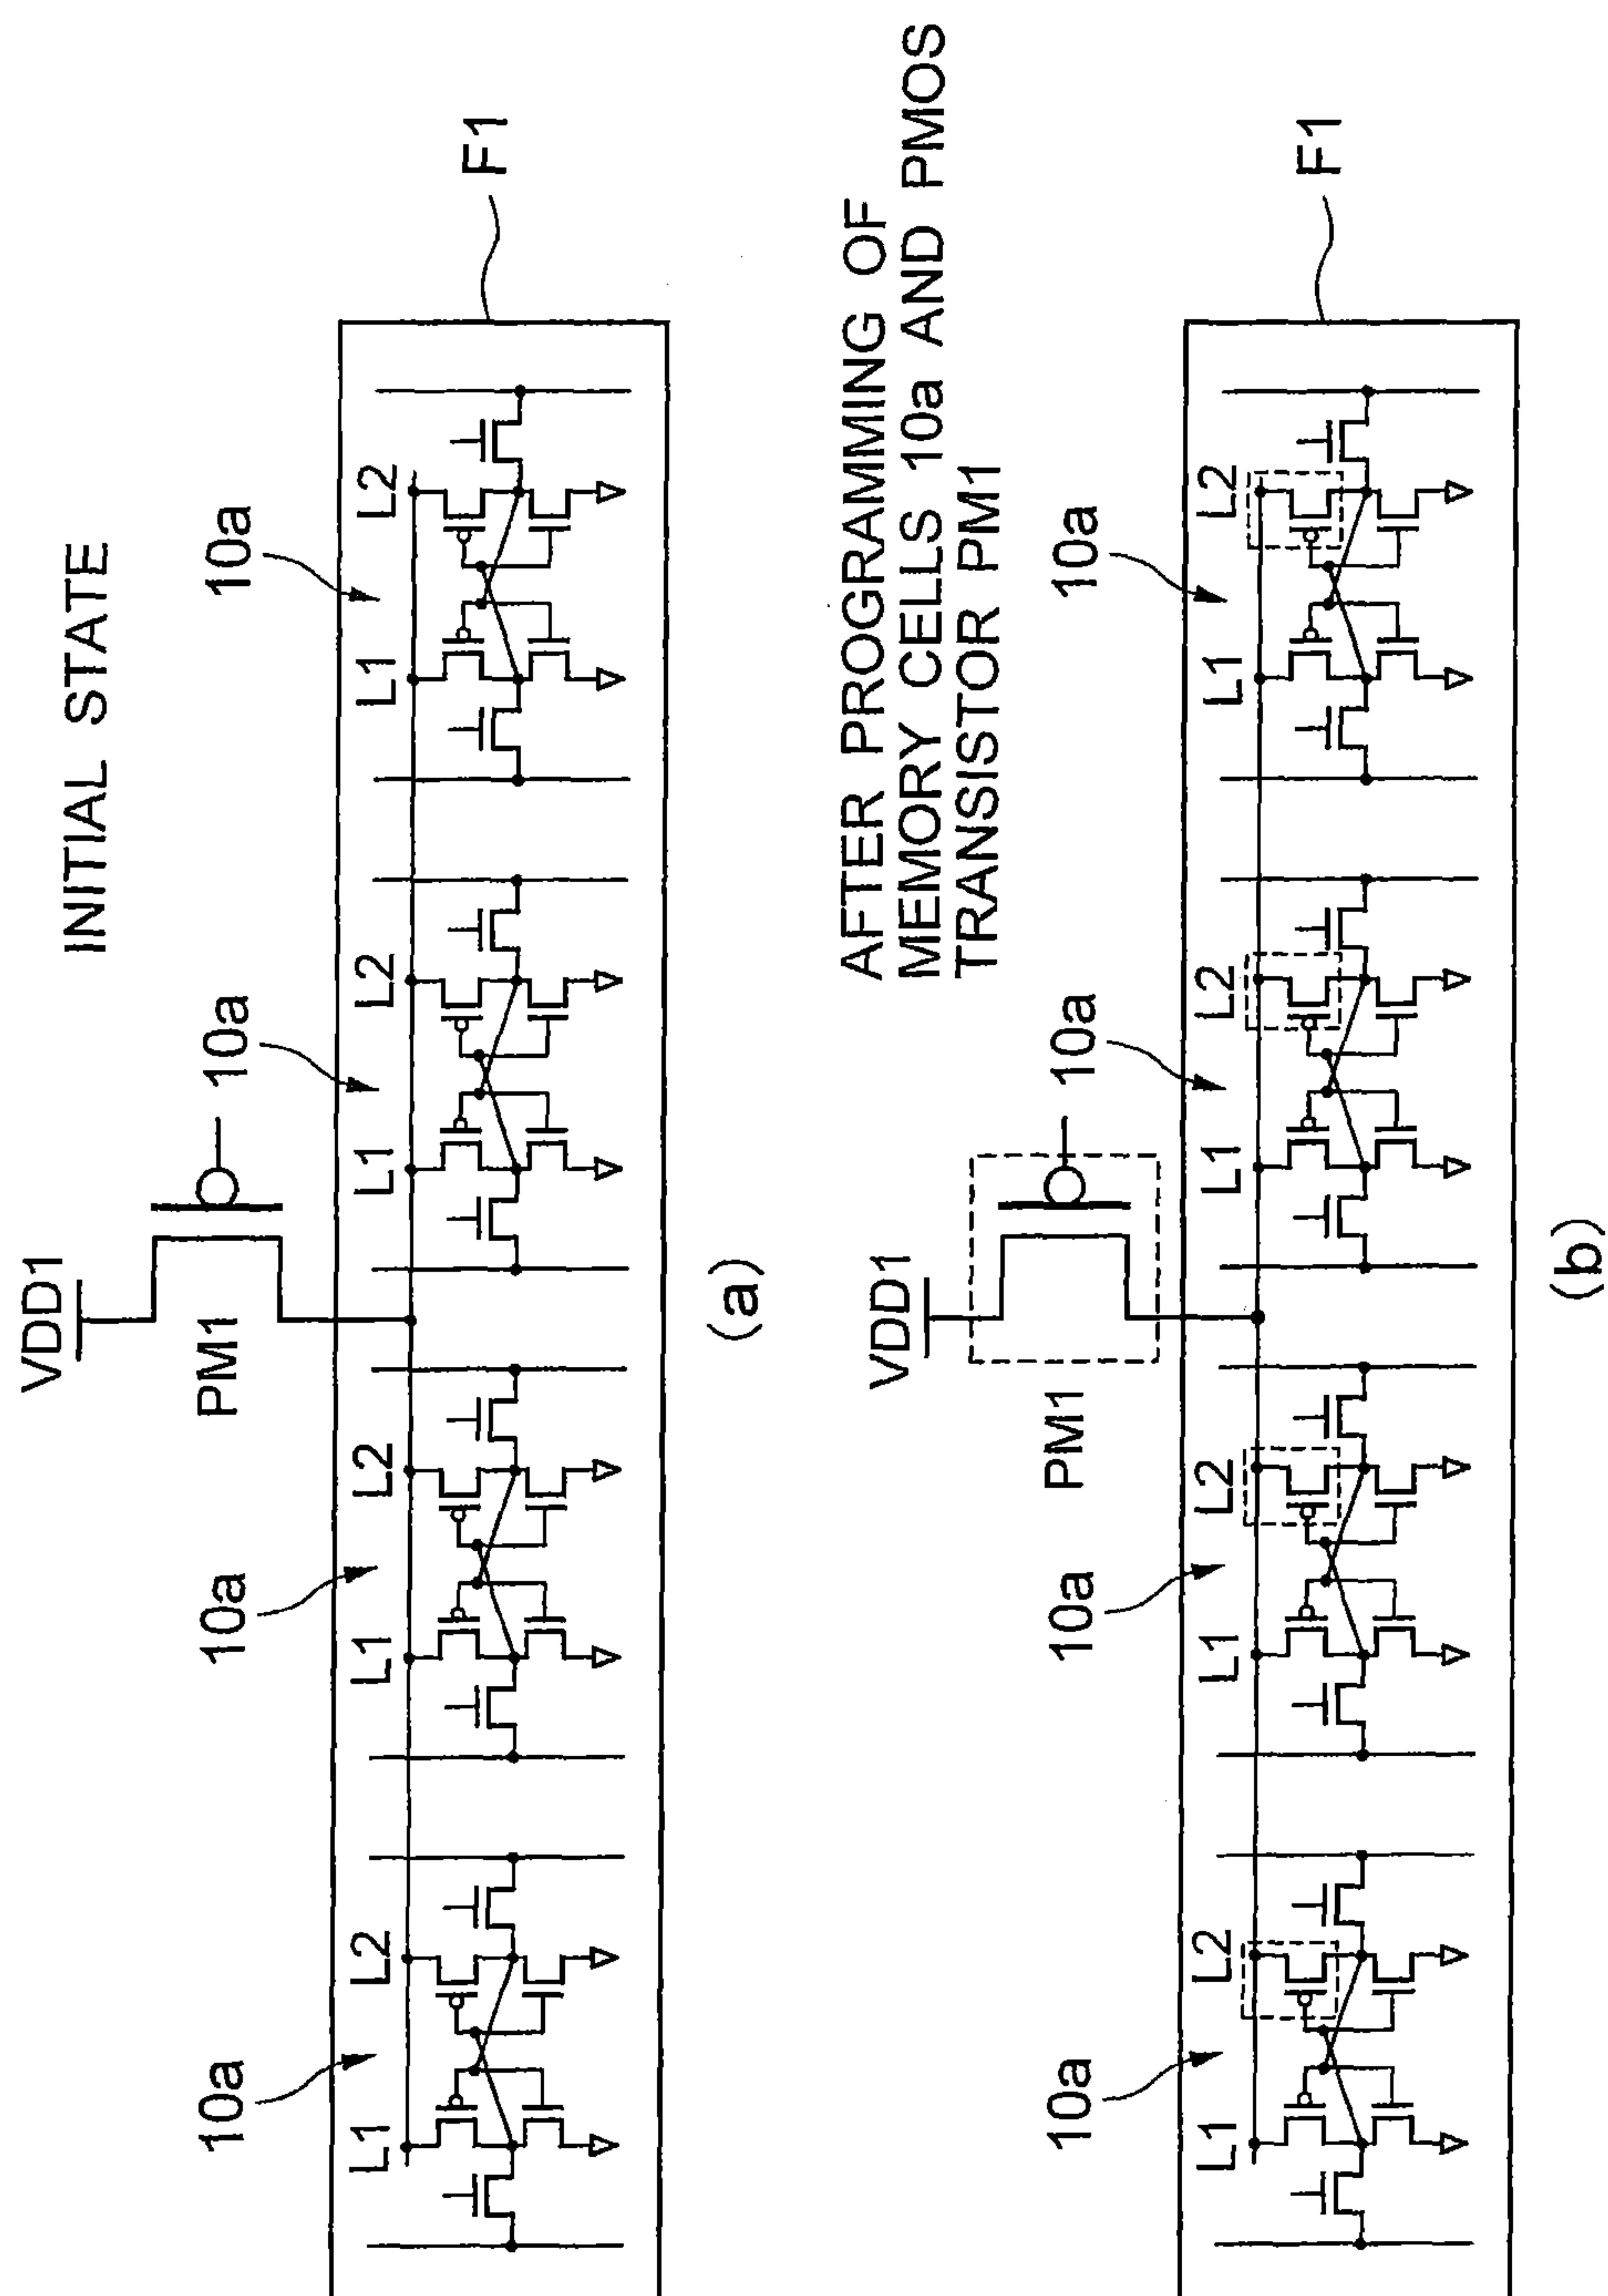 VDD1
INITIAL STATE
10a 10a PM1 10a 10a
L1 L2 L1 L2 L1 L2 L1 L2
F1
(a)
AFTER PROGRAMMING OF
MEMORY CELLS 10a AND PMOS
TRANSISTOR PM1
VDD1
10a 10a PM1 10a 10a
L1 L2 L1 L2 L1 L2 L1 L2
F1
(b)